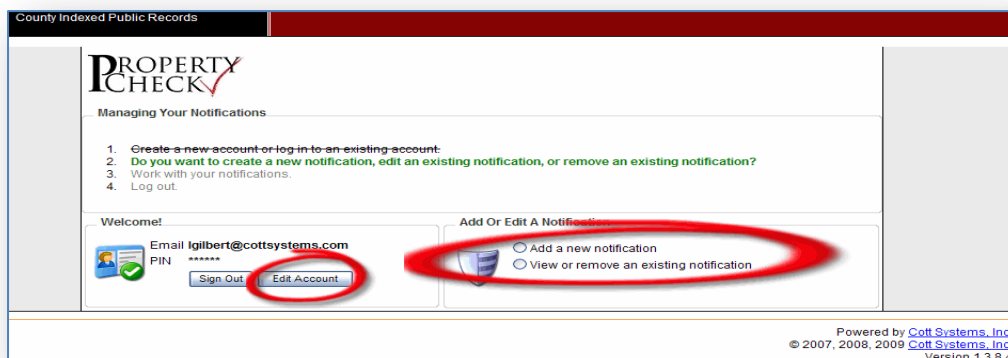 County Indexed Public Records
PROPERTY
CHECK
Managing Your Notifications
1. Create a new account or log in to an existing account.
2. Do you want to create a new notification, edit an existing notification, or remove an existing notification?
3. Work with your notifications.
4. Log out.
Welcome!
Email lgilbert@cottsystems.com
PIN ******
Sign Out Edit Account
Add Or Edit A Notification
Add a new notification
View or remove an existing notification
Powered by Cott Systems, Inc
© 2007, 2008, 2009 Cott Systems, Inc
Version 1.3.8